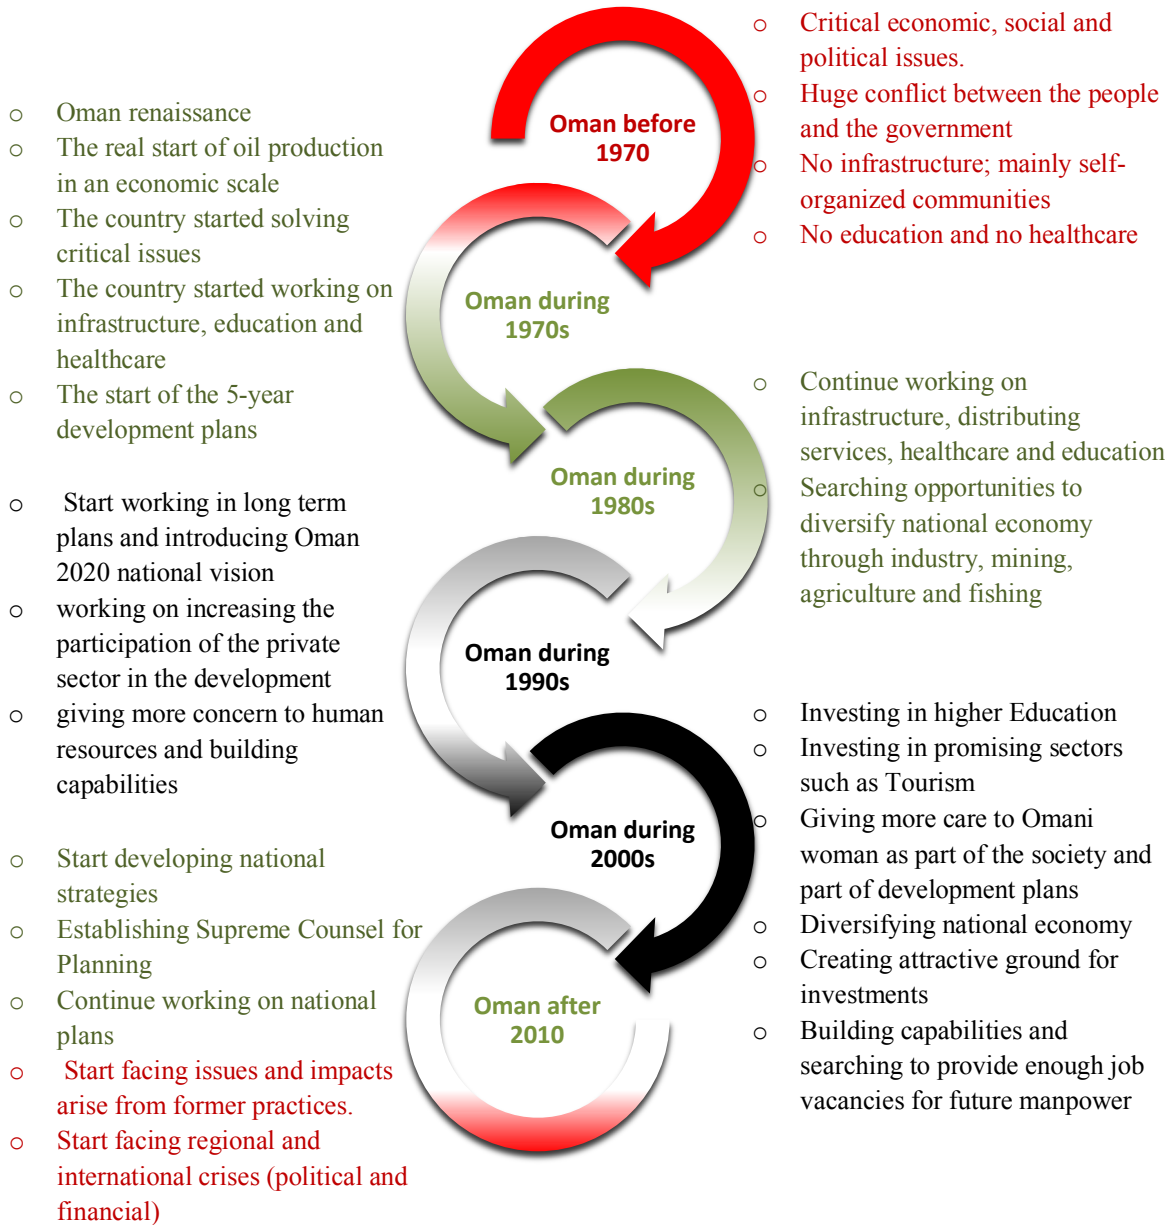 Oman before
1970
○ Critical economic, social and
political issues.
○ Huge conflict between the people
and the government
○ No infrastructure; mainly self-
organized communities
○ No education and no healthcare
Oman during
1970s
○ Oman renaissance
○ The real start of oil production
in an economic scale
○ The country started solving
critical issues
○ The country started working on
infrastructure, education and
healthcare
○ The start of the 5-year
development plans
Oman during
1980s
○ Continue working on
infrastructure, distributing
services, healthcare and education
○ Searching opportunities to
diversify national economy
through industry, mining,
agriculture and fishing
Oman during
1990s
○ Start working in long term
plans and introducing Oman
2020 national vision
○ working on increasing the
participation of the private
sector in the development
○ giving more concern to human
resources and building
capabilities
Oman during
2000s
○ Investing in higher Education
○ Investing in promising sectors
such as Tourism
○ Giving more care to Omani
woman as part of the society and
part of development plans
○ Diversifying national economy
○ Creating attractive ground for
investments
○ Building capabilities and
searching to provide enough job
vacancies for future manpower
Oman after
2010
○ Start developing national
strategies
○ Establishing Supreme Counsel for
Planning
○ Continue working on national
plans
○ Start facing issues and impacts
arise from former practices.
○ Start facing regional and
international crises (political and
financial)